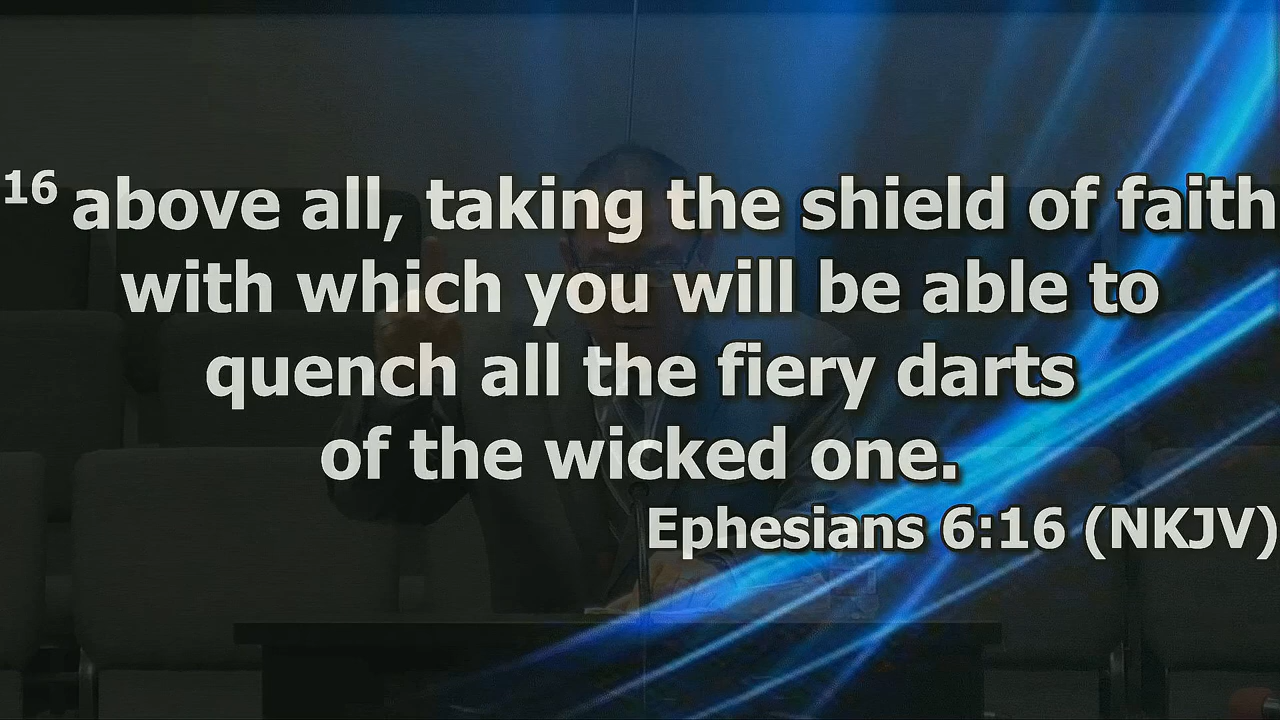 16 above all, taking the shield of faith
with which you will be able to
quench all the fiery darts
of the wicked one.
Ephesians 6:16 (NKJV)